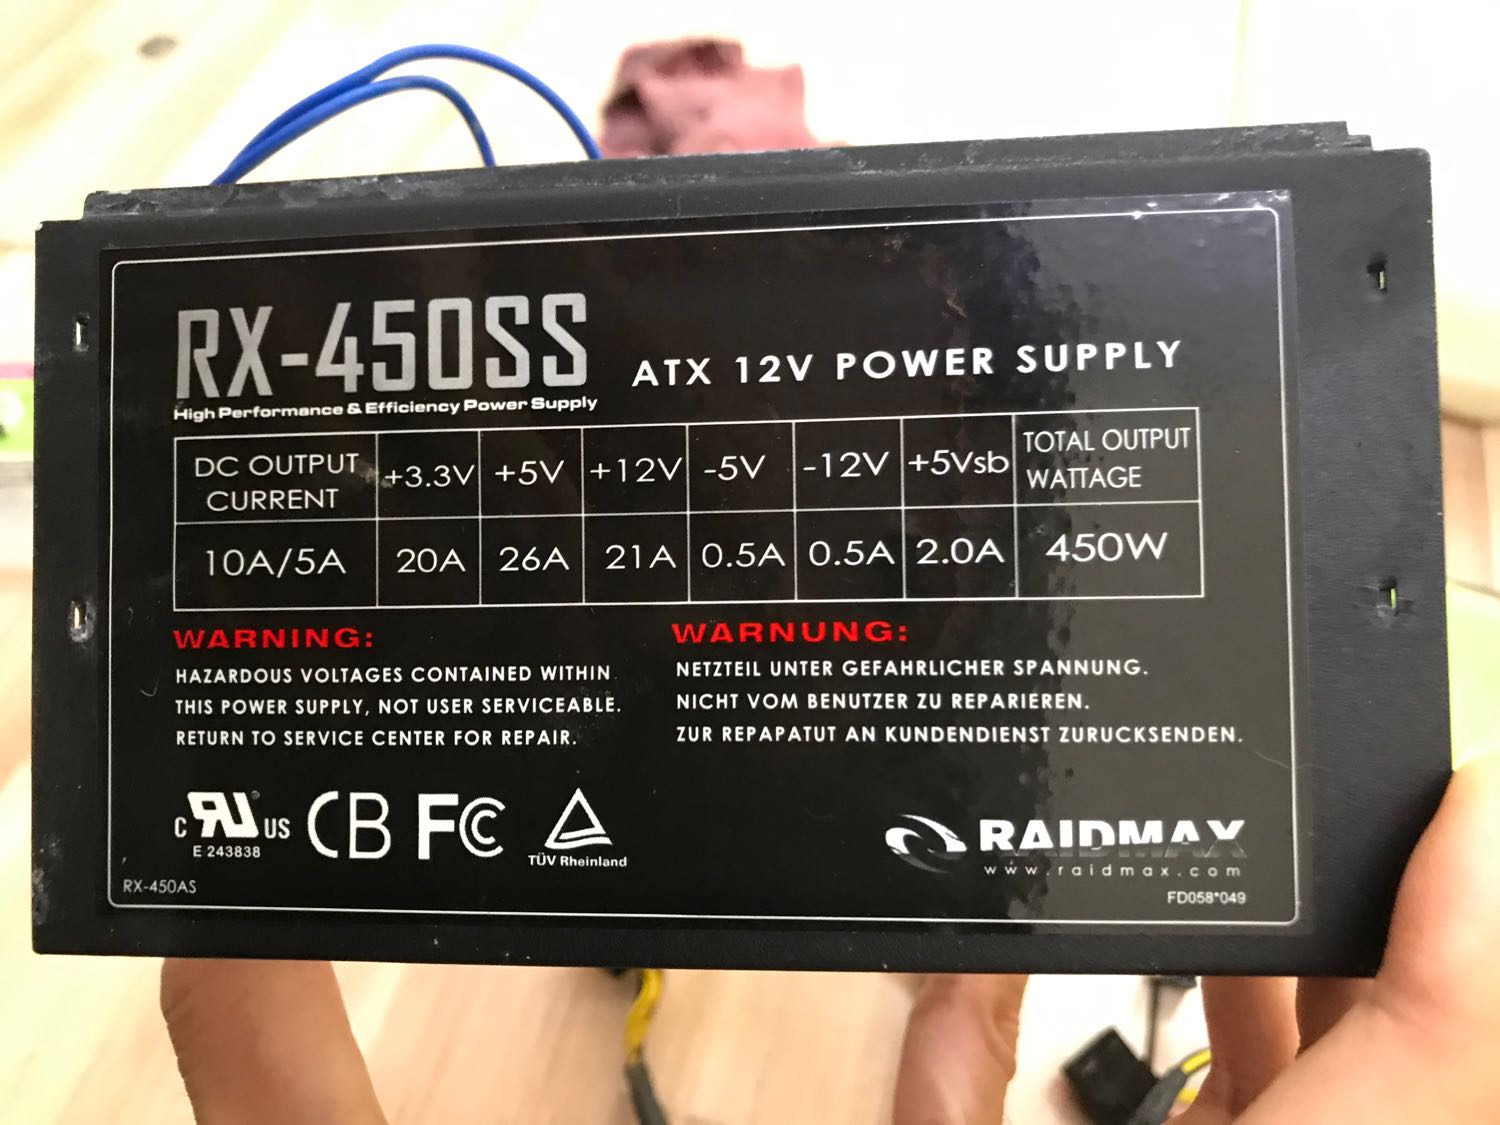 RX-450SS
High Performance & Efficiency Power Supply
ATX 12V POWER SUPPLY
DC OUTPUT CURRENT +3.3V +5V +12V -5V -12V +5Vsb TOTAL OUTPUT WATTAGE
10A/5A 20A 26A 21A 0.5A 0.5A 2.0A 450W
WARNING:
HAZARDOUS VOLTAGES CONTAINED WITHIN
THIS POWER SUPPLY, NOT USER SERVICEABLE.
RETURN TO SERVICE CENTER FOR REPAIR.
WARNUNG:
NETZTEIL UNTER GEFAHRLICHER SPANNUNG.
NICHT VOM BENUTZER ZU REPARIEREN.
ZUR REPAPATUT AN KUNDENDIENST ZURUCKSENDEN.
C RU US
E 243838
CB
FC
TÜV Rheinland
RAIDMAX
www.raidmax.com
RX-450AS
FD058*049